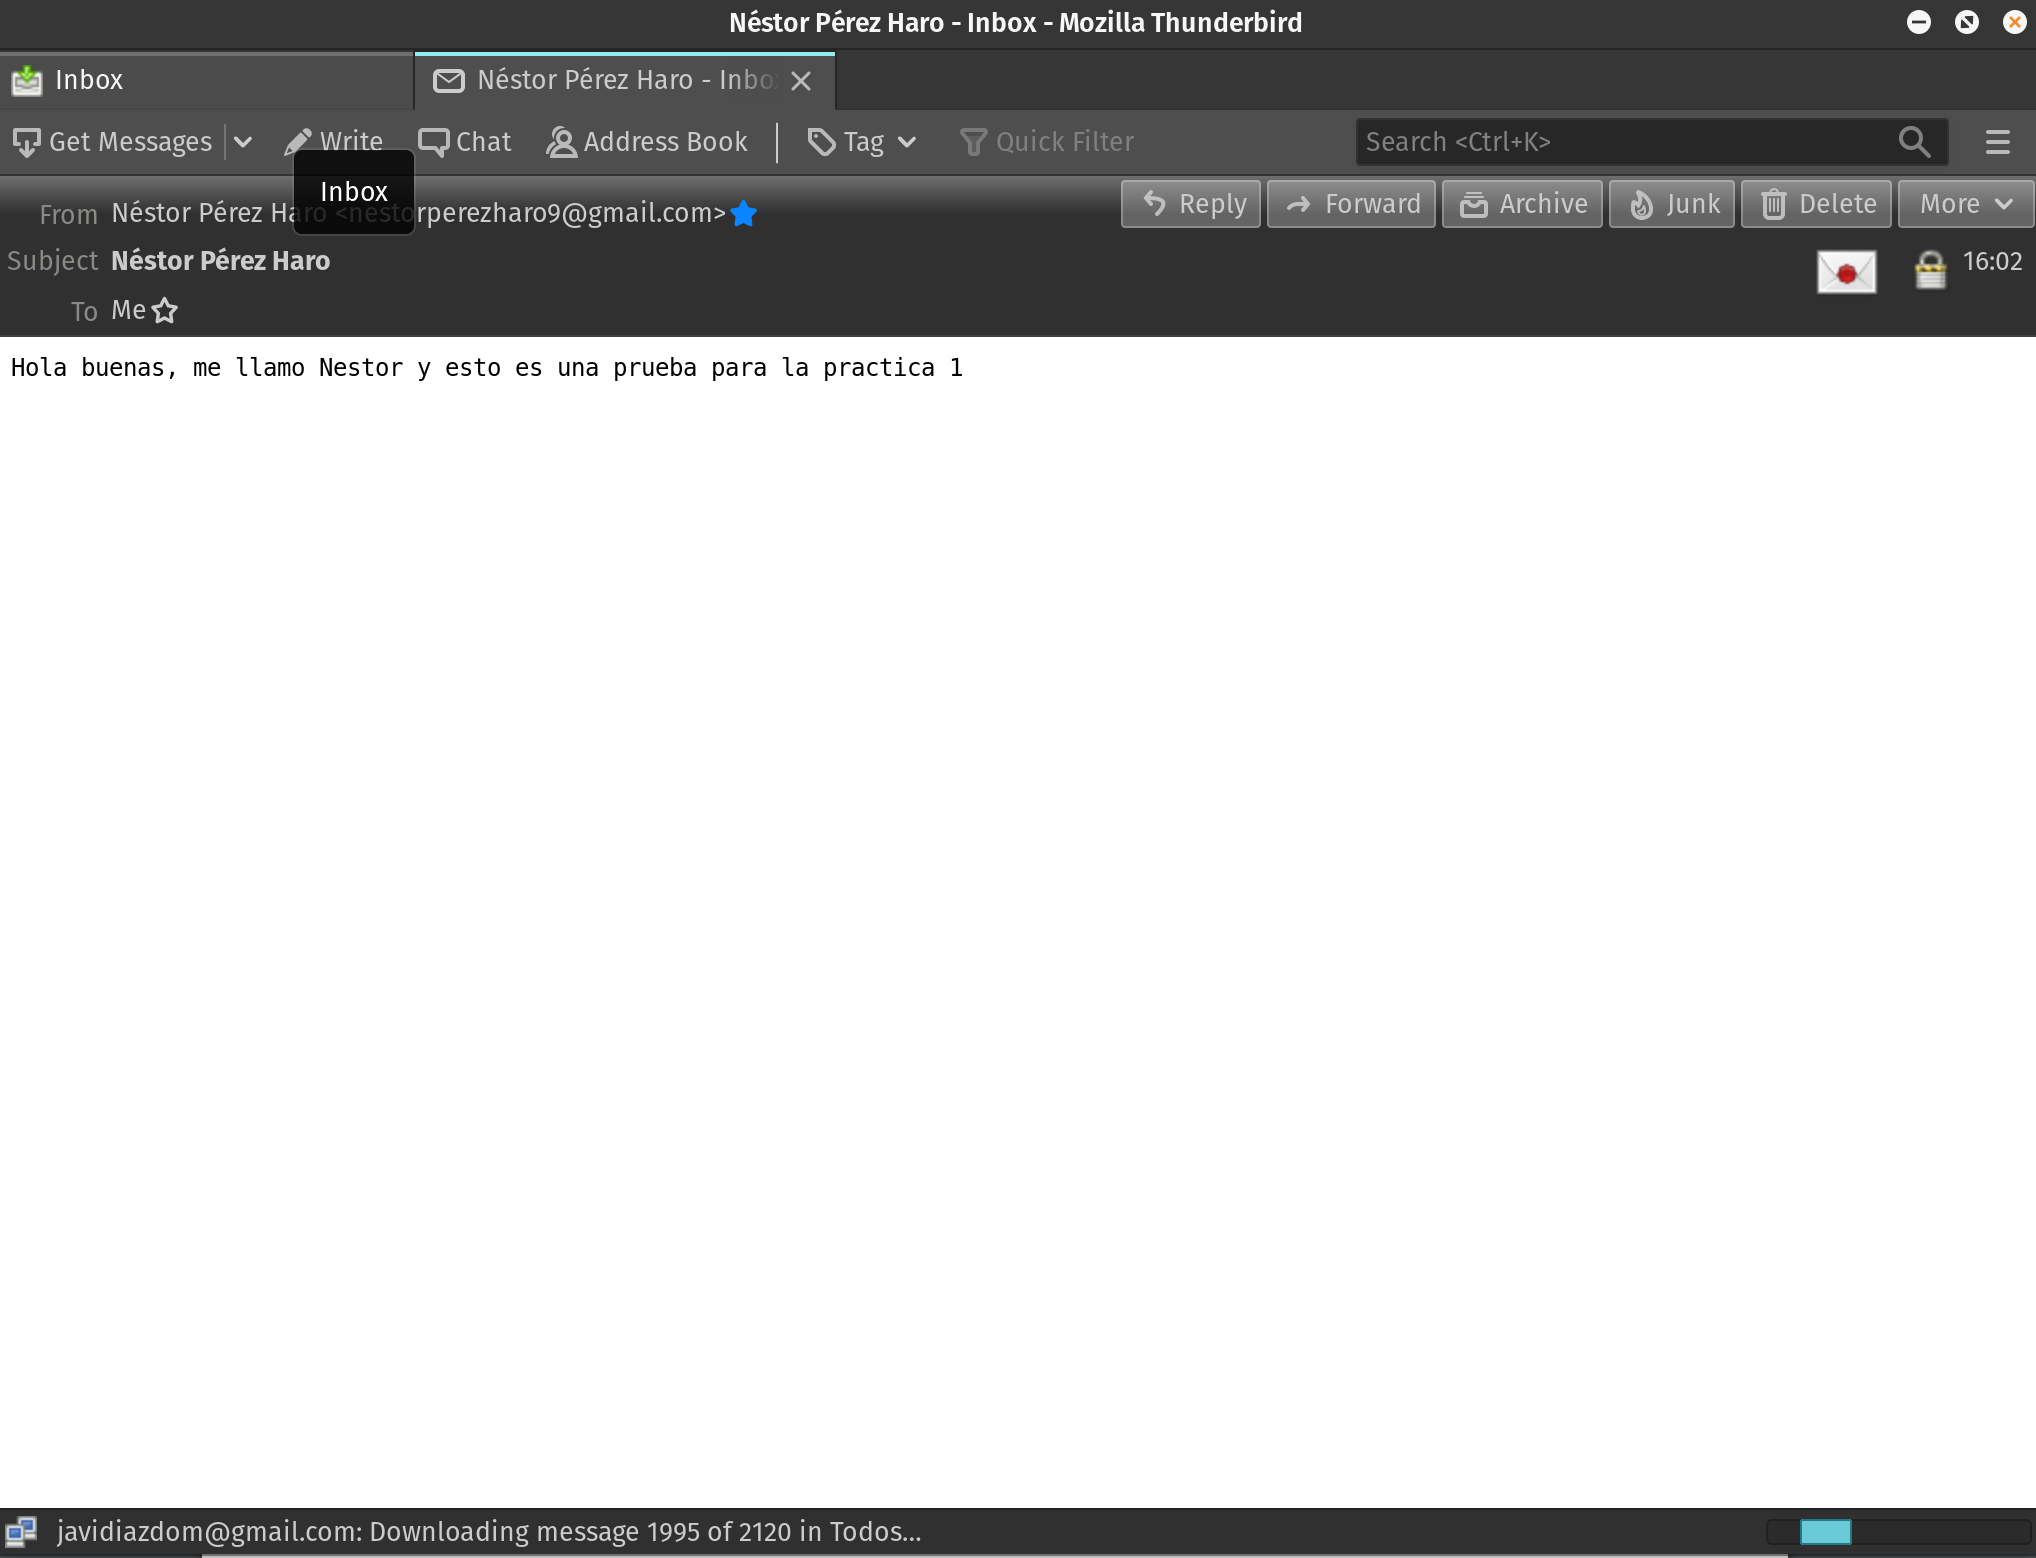 Néstor Pérez Haro - Inbox - Mozilla Thunderbird
Inbox
Néstor Pérez Haro - Inbo
Get Messages
Write
Chat
Address Book
Tag
Quick Filter
Search <Ctrl+K>
Inbox
From Néstor Pérez Haro <nestorperezharo9@gmail.com>
Reply
Forward
Archive
Junk
Delete
More
Subject Néstor Pérez Haro
16:02
To Me
Hola buenas, me llamo Nestor y esto es una prueba para la practica 1
javidiazdom@gmail.com: Downloading message 1995 of 2120 in Todos…